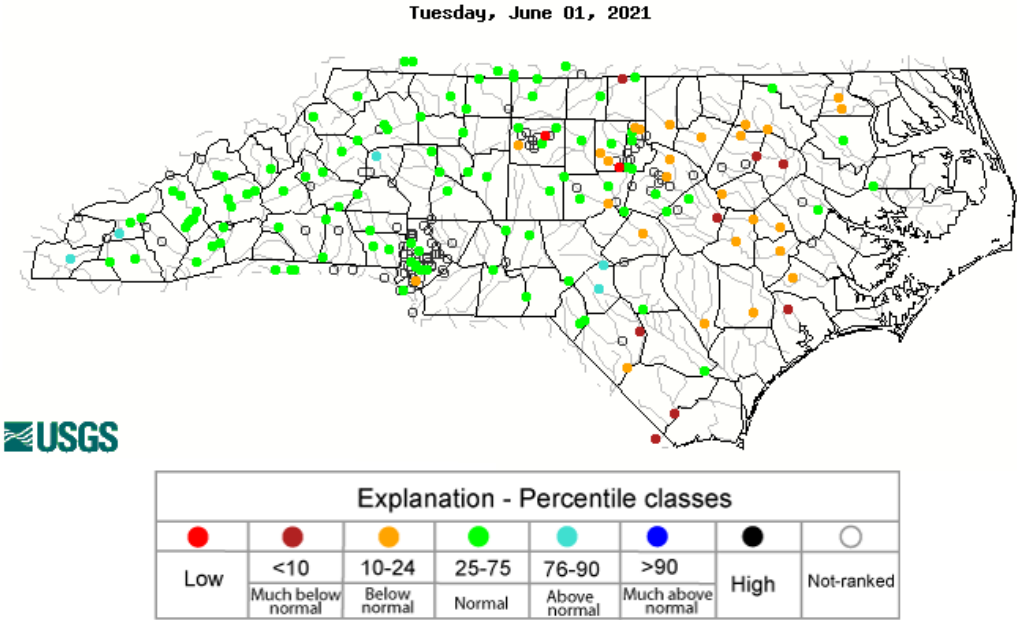 Tuesday, June 01, 2021
USGS
Explanation - Percentile classes
Low
<10
10-24
25-75
76-90
>90
High
Not-ranked
Much below
normal
Below
normal
Normal
Above
normal
Much above
normal